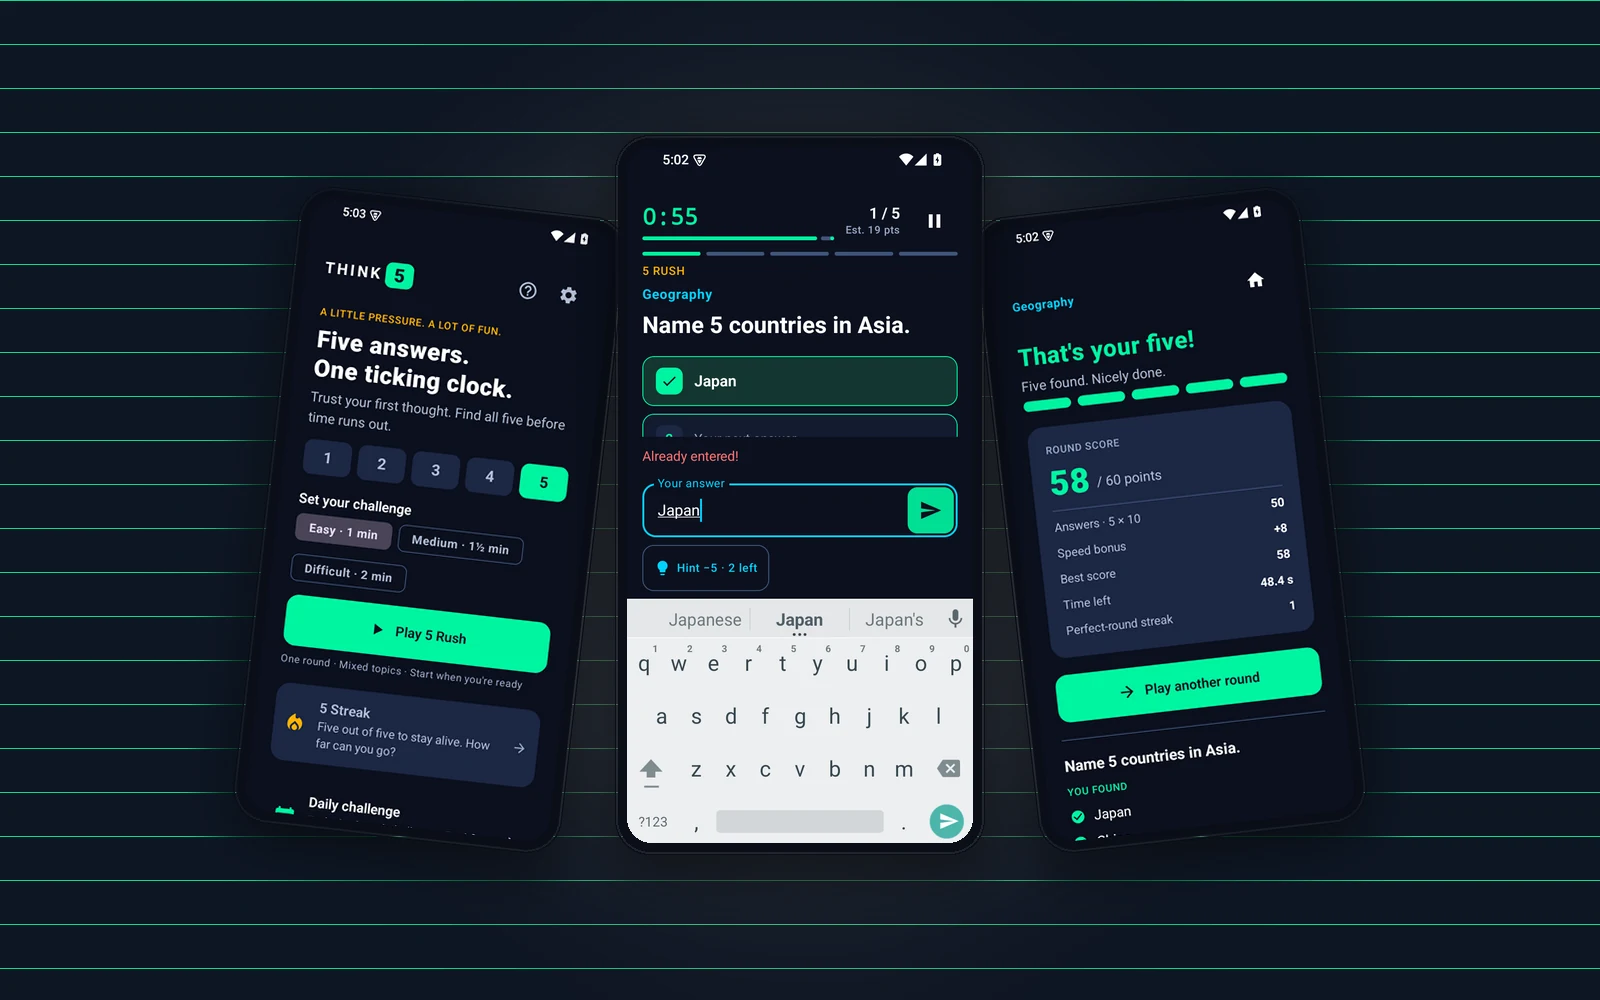 5:03
THINK 5
A LITTLE PRESSURE. A LOT OF FUN.
Five answers.
One ticking clock.
Trust your first thought. Find all five before
time runs out.
1 2 3 4 5
Set your challenge
Easy · 1 min
Medium · 1½ min
Difficult · 2 min
Play 5 Rush
One round · Mixed topics · Start when you're ready
5 Streak
Five out of five to stay alive. How
far can you go?
Daily challenge
5:02
0:55
1 / 5
Est. 19 pts
5 RUSH
Geography
Name 5 countries in Asia.
Japan
Your next answer
Already entered!
Your answer
Japan
Hint −5 · 2 left
Japanese Japan Japan's
1 2 3 4 5 6 7 8 9 0
q w e r t y u i o p
a s d f g h j k l
z x c v b n m
?123 , .
5:02
Geography
That's your five!
Five found. Nicely done.
ROUND SCORE
58 / 60 points
Answers · 5 × 10 50
Speed bonus +8
Best score 58
Time left 48.4 s
Perfect-round streak 1
Play another round
Name 5 countries in Asia.
YOU FOUND
Japan